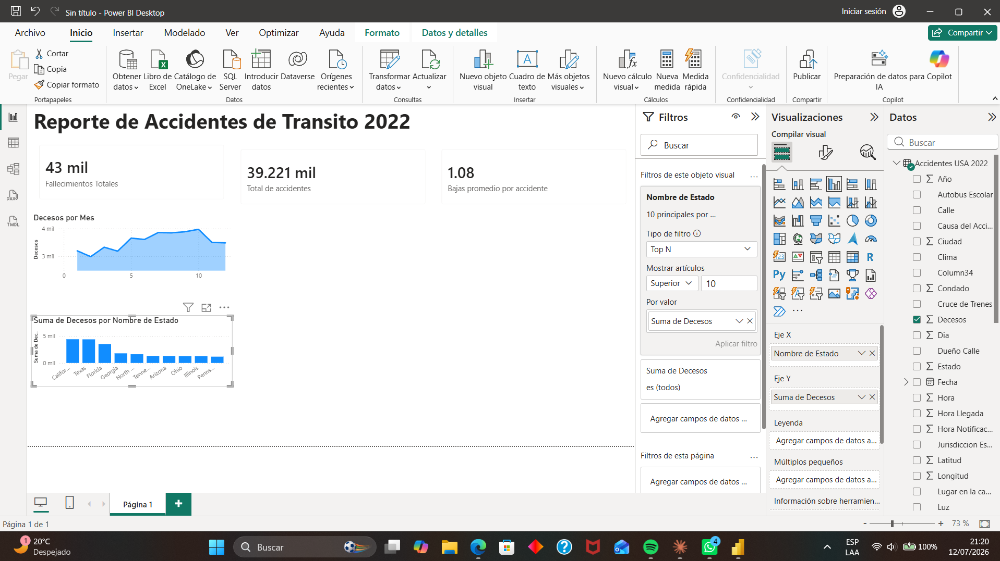 Sin título - Power BI Desktop
Iniciar sesión
Archivo Inicio Insertar Modelado Ver Optimizar Ayuda Formato Datos y detalles
Compartir
Pegar
Cortar
Copia
Copiar formato
Portapapeles
Obtener datos
Libro de Excel
Catálogo de OneLake
SQL Server
Introducir datos
Dataverse
Orígenes recientes
Datos
Transformar datos
Actualizar
Consultas
Nuevo objeto visual
Cuadro de texto
Más objetos visuales
Insertar
Nuevo cálculo visual
Nueva medida
Medida rápida
Cálculos
Confidencialidad
Confidencialidad
Publicar
Compartir
Preparación de datos para IA
Copilot
Copilot
DAX
TMDL
Reporte de Accidentes de Transito 2022
43 mil
Fallecimientos Totales
39.221 mil
Total de accidentes
1.08
Bajas promedio por accidente
Decesos por Mes
Decesos
4 mil
3 mil
0 5 10
Suma de Decesos por Nombre de Estado
Suma de Dec...
5 mil
0 mil
Califor... Texas Florida Georgia North ... Tenne... Arizona Ohio Illinois Penns...
Filtros
Buscar
Filtros de este objeto visual ...
Nombre de Estado
10 principales por ...
Tipo de filtro
Top N
Mostrar artículos
Superior 10
Por valor
Suma de Decesos
Aplicar filtro
Suma de Decesos
es (todos)
Agregar campos de datos ...
Filtros de esta página ...
Agregar campos de datos ...
Visualizaciones
Compilar visual
123
R
Py
...
Eje X
Nombre de Estado
Eje Y
Suma de Decesos
Leyenda
Agregar campos de datos a...
Múltiplos pequeños
Agregar campos de datos a...
Información sobre herramien...
Datos
Buscar
Accidentes USA 2022
Año
Autobus Escolar
Calle
Causa del Acci...
Ciudad
Clima
Column34
Condado
Cruce de Trenes
Decesos
Dia
Dueño Calle
Estado
Fecha
Hora
Hora Llegada
Hora Notificac...
Jurisdiccion Es...
Latitud
Longitud
Lugar en la ca...
Luz
Página 1
Página 1 de 1
- + 73 %
1
20°C
Despejado
Buscar
4
ESP
LAA
100%
21:20
12/07/2026